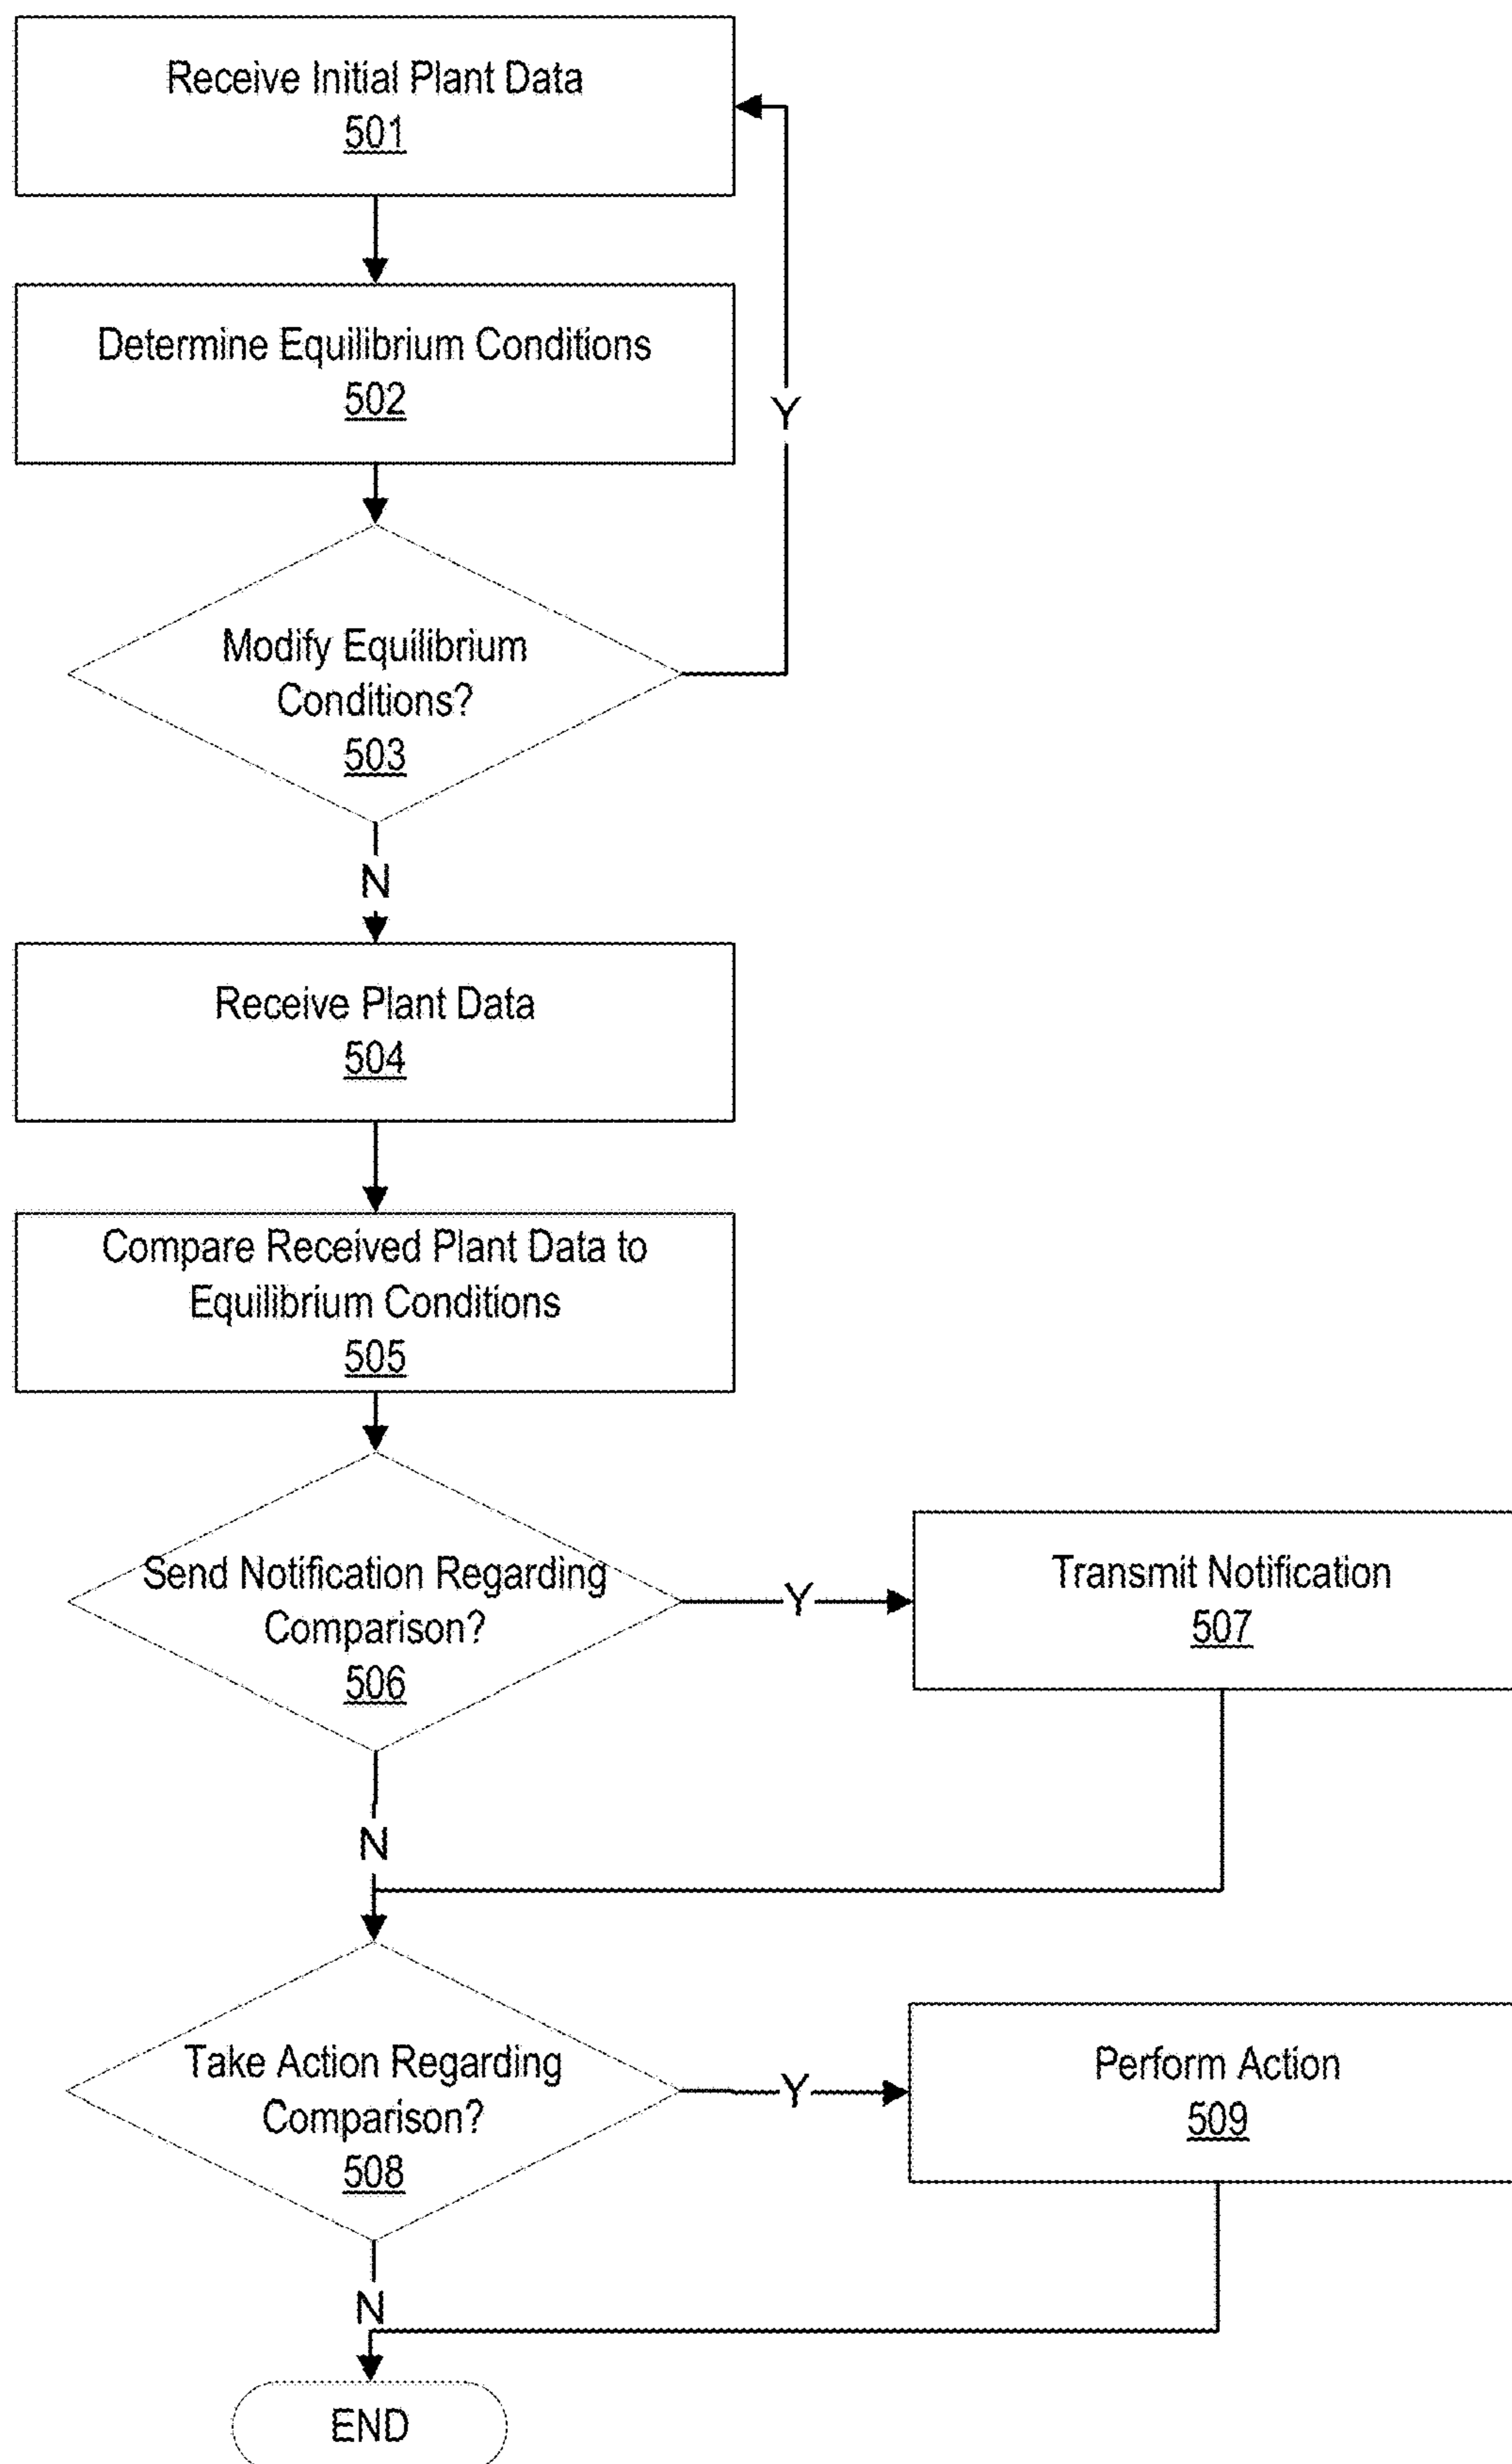 Receive Initial Plant Data
501
Determine Equilibrium Conditions
502
Y
Modify Equilibrium
Conditions?
503
N
Receive Plant Data
504
Compare Received Plant Data to
Equilibrium Conditions
505
Send Notification Regarding
Comparison?
506
Y
Transmit Notification
507
N
Take Action Regarding
Comparison?
508
Y
Perform Action
509
N
END